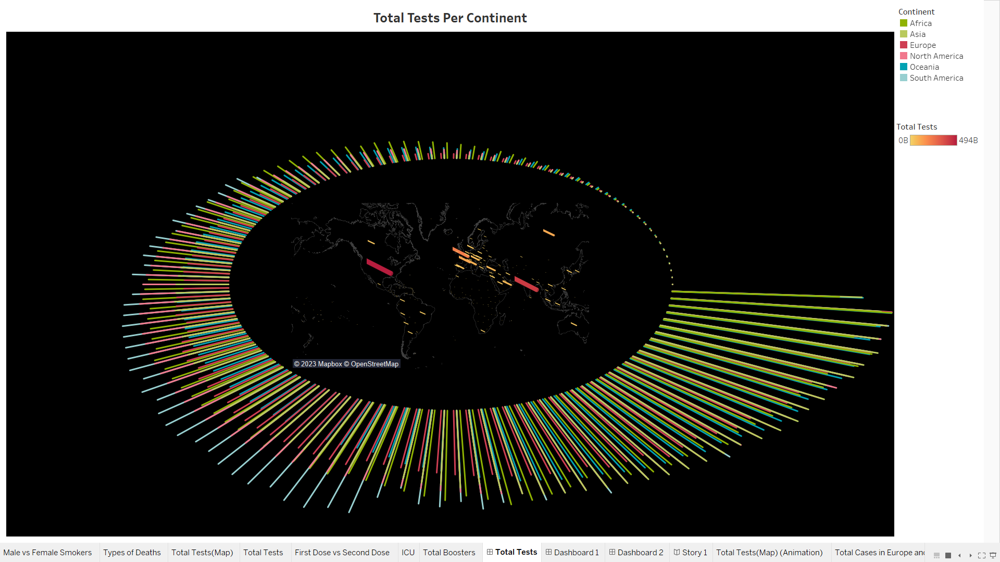 Total Tests Per Continent
Continent
Africa
Asia
Europe
North America
Oceania
South America
Total Tests
0B 494B
© 2023 Mapbox © OpenStreetMap
Male vs Female Smokers Types of Deaths Total Tests(Map) Total Tests First Dose vs Second Dose ICU Total Boosters Total Tests Dashboard 1 Dashboard 2 Story 1 Total Tests(Map) (Animation) Total Cases in Europe and